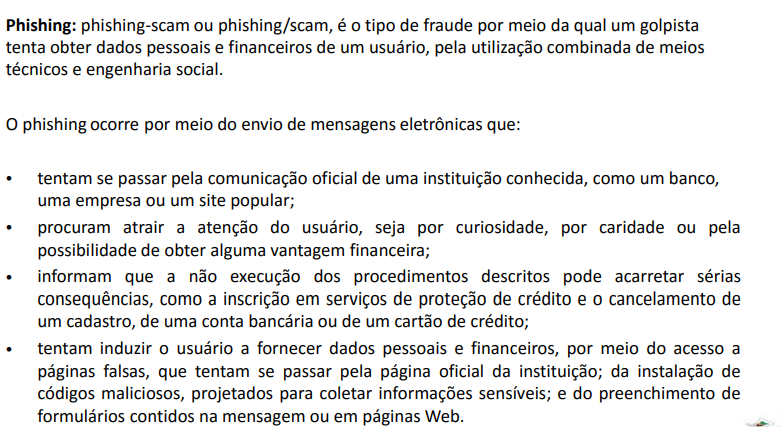 Phishing: phishing-scam ou phishing/scam, é o tipo de fraude por meio da qual um golpista
tenta obter dados pessoais e financeiros de um usuário, pela utilização combinada de meios
técnicos e engenharia social.
O phishing ocorre por meio do envio de mensagens eletrônicas que:
• tentam se passar pela comunicação oficial de uma instituição conhecida, como um banco,
uma empresa ou um site popular;
• procuram atrair a atenção do usuário, seja por curiosidade, por caridade ou pela
possibilidade de obter alguma vantagem financeira;
• informam que a não execução dos procedimentos descritos pode acarretar sérias
consequências, como a inscrição em serviços de proteção de crédito e o cancelamento de
um cadastro, de uma conta bancária ou de um cartão de crédito;
• tentam induzir o usuário a fornecer dados pessoais e financeiros, por meio do acesso a
páginas falsas, que tentam se passar pela página oficial da instituição; da instalação de
códigos maliciosos, projetados para coletar informações sensíveis; e do preenchimento de
formulários contidos na mensagem ou em páginas Web.